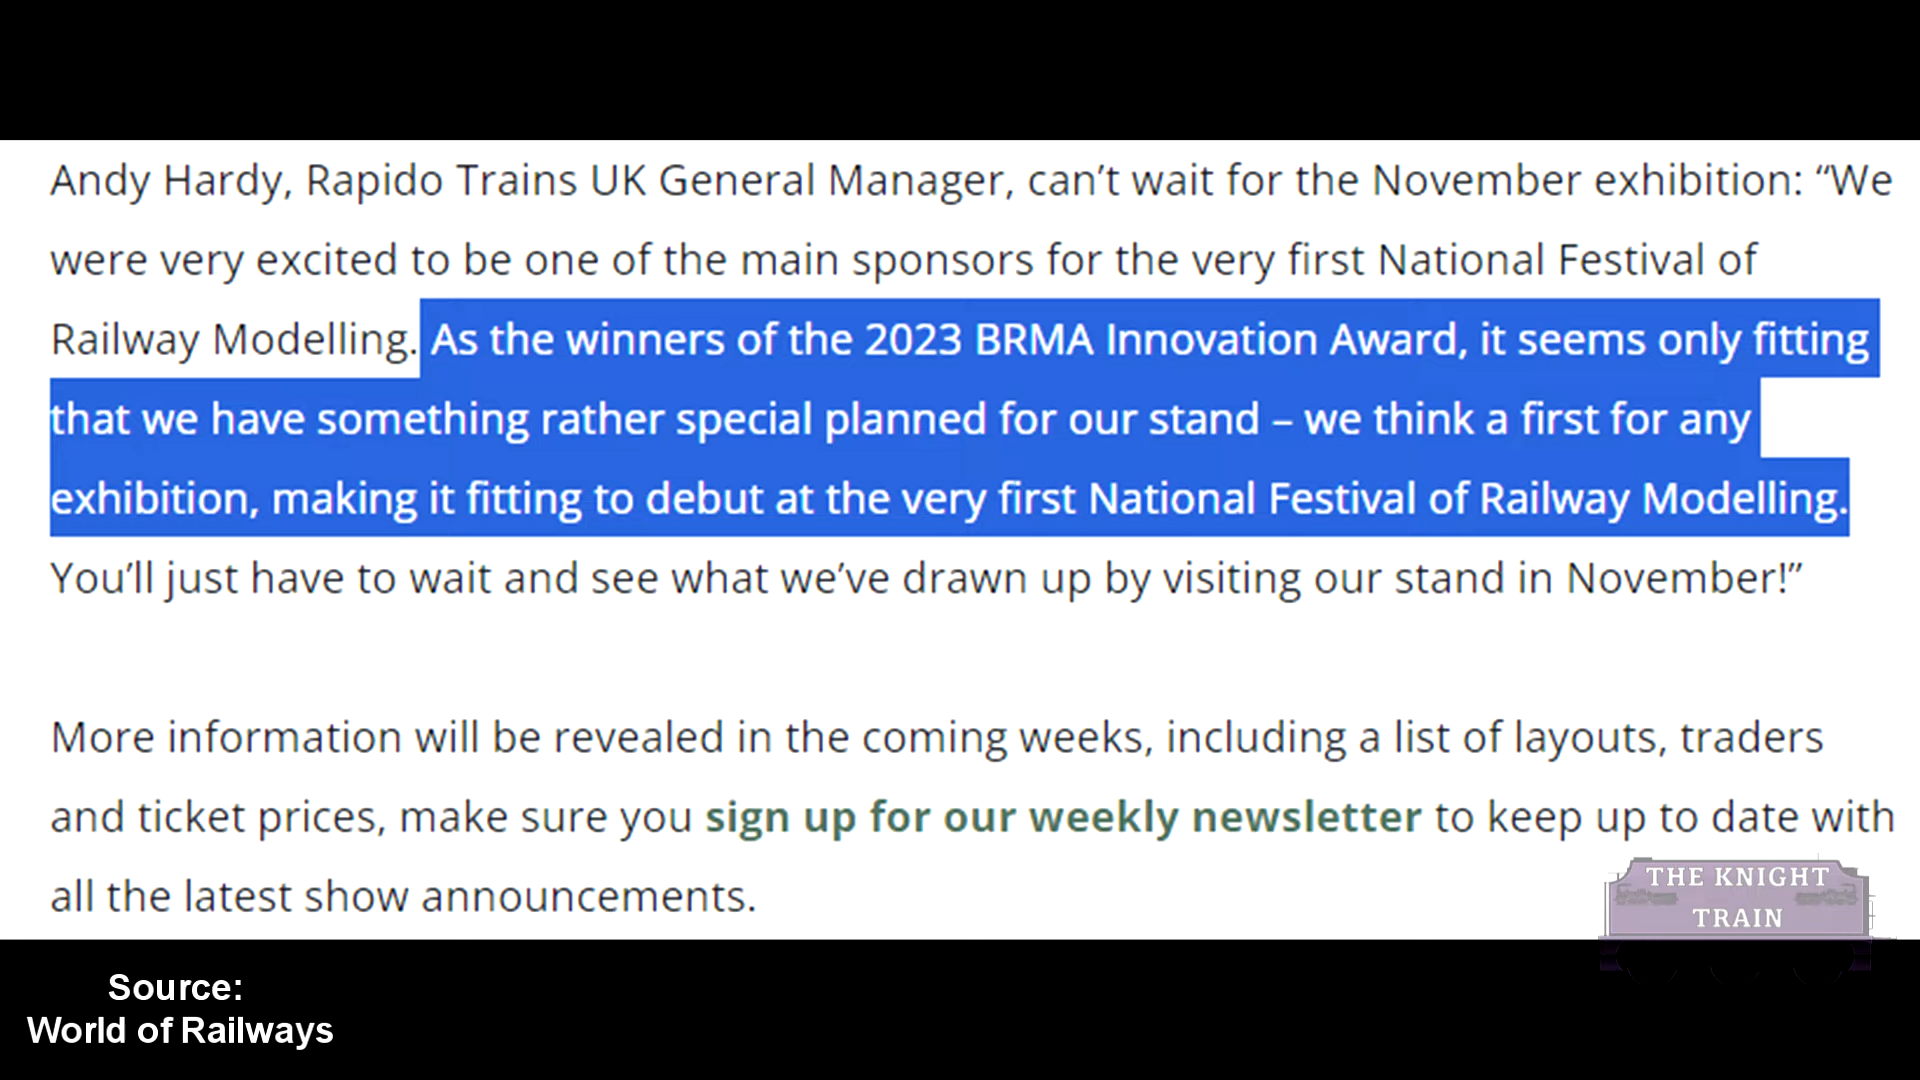 Andy Hardy, Rapido Trains UK General Manager, can’t wait for the November exhibition: “We
were very excited to be one of the main sponsors for the very first National Festival of
Railway Modelling. As the winners of the 2023 BRMA Innovation Award, it seems only fitting
that we have something rather special planned for our stand – we think a first for any
exhibition, making it fitting to debut at the very first National Festival of Railway Modelling.
You’ll just have to wait and see what we’ve drawn up by visiting our stand in November!”
More information will be revealed in the coming weeks, including a list of layouts, traders
and ticket prices, make sure you sign up for our weekly newsletter to keep up to date with
all the latest show announcements.
THE KNIGHT
TRAIN
Source:
World of Railways